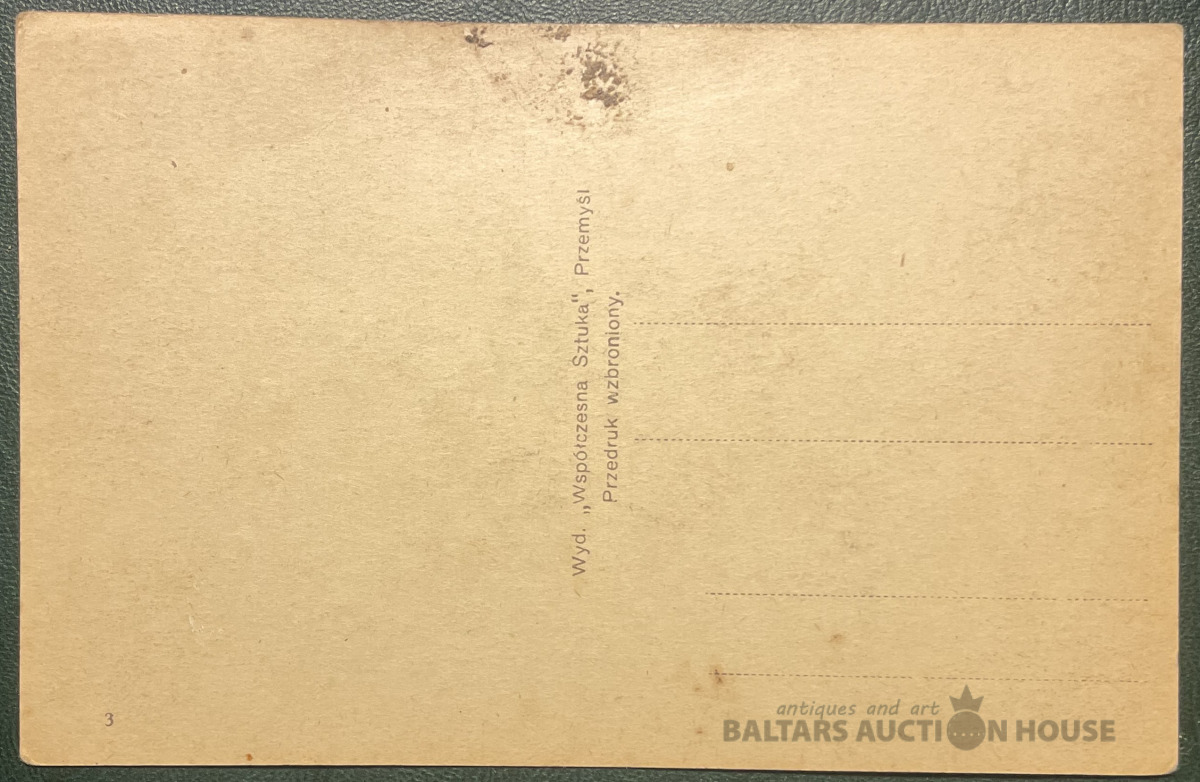 Wyd. „Współczesna Sztuka", Przemyśl
Przedruk wzbroniony.
3
antiques and art
BALTARS AUCTION HOUSE